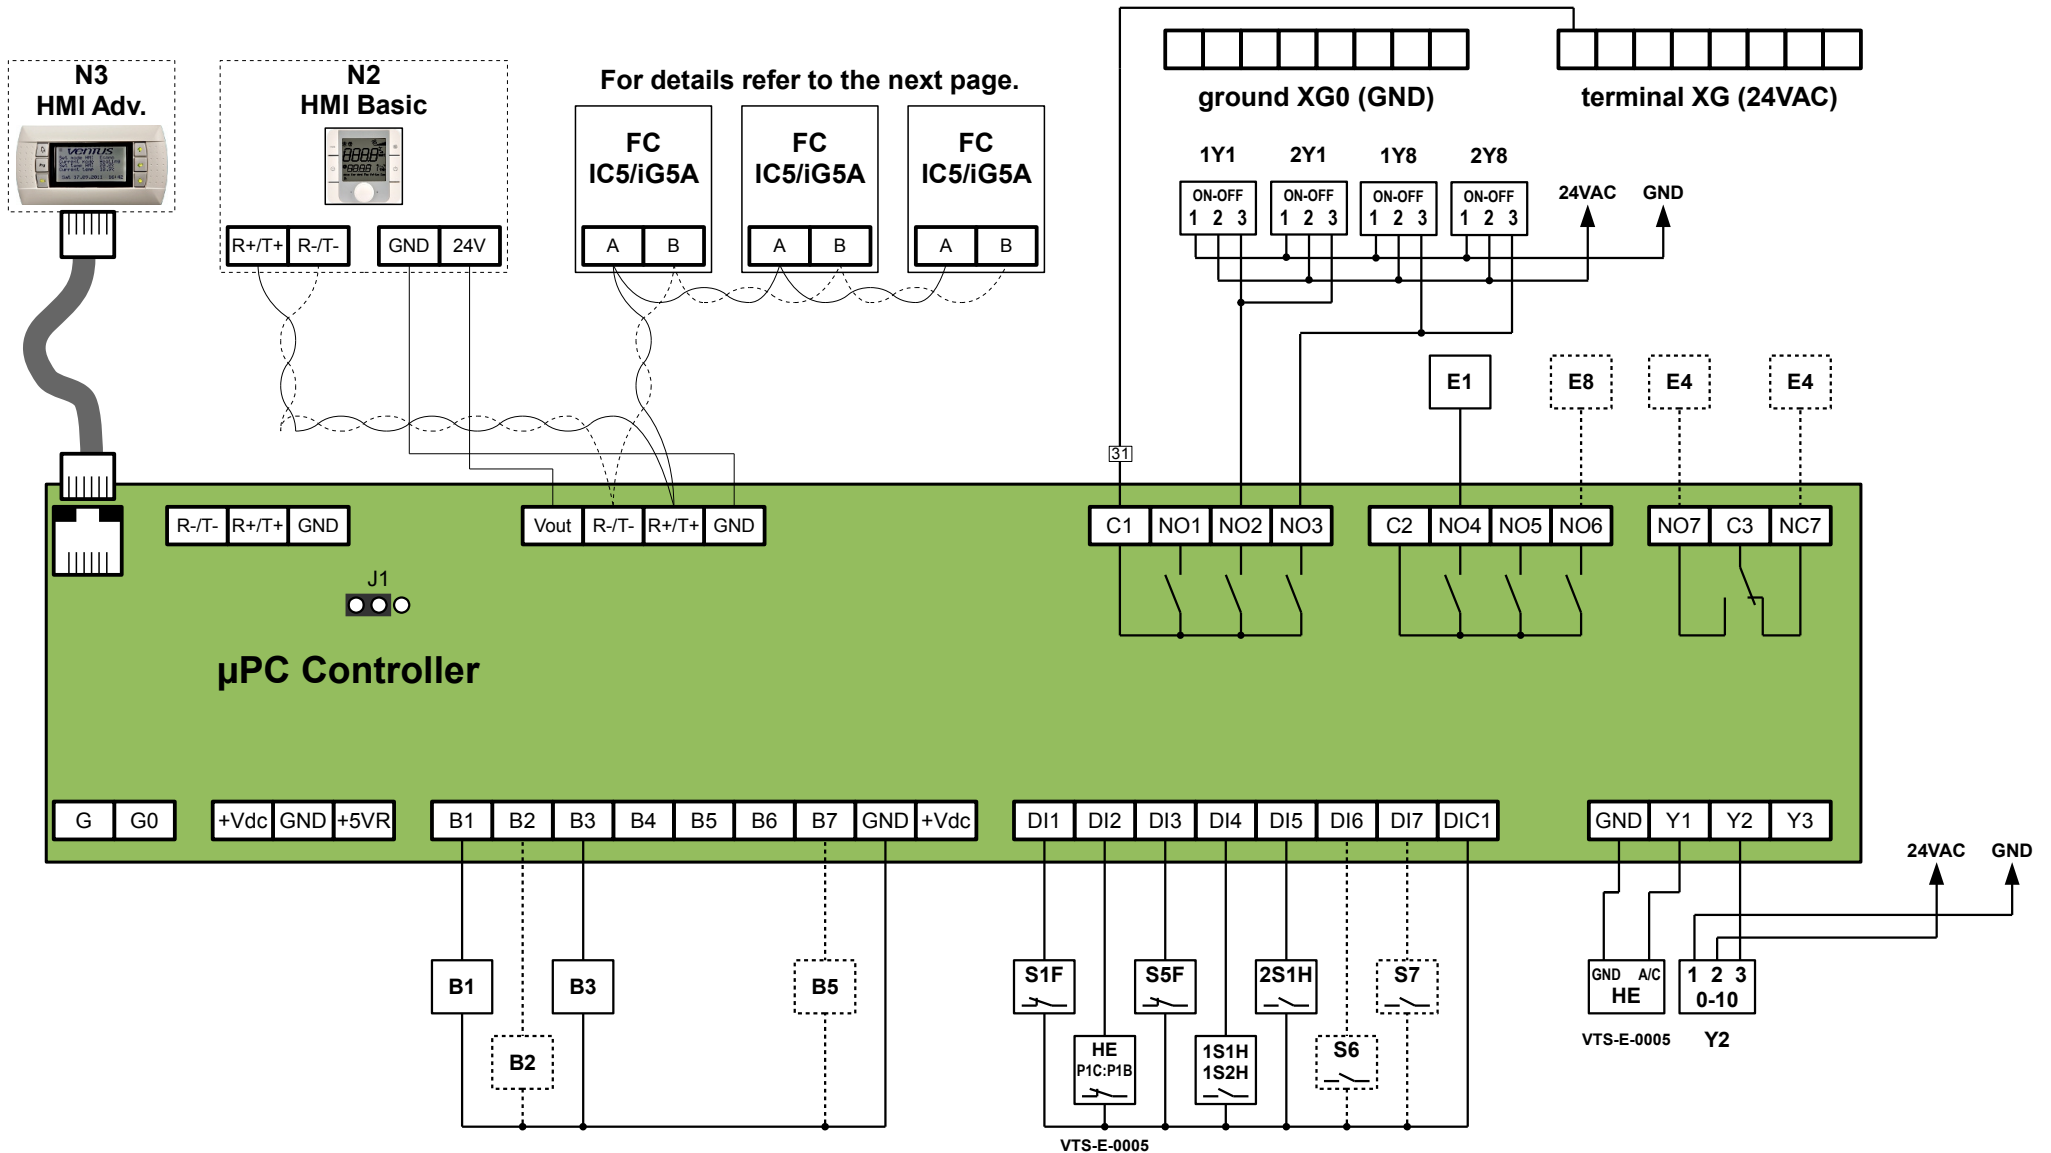 N3
HMI Adv.
VENTUS
N2
HMI Basic
R+/T+ R-/T- GND 24V
For details refer to the next page.
FC
IC5/iG5A
A B
FC
IC5/iG5A
A B
FC
IC5/iG5A
A B
ground XG0 (GND)
terminal XG (24VAC)
1Y1 2Y1 1Y8 2Y8
ON-OFF
1 2 3
ON-OFF
1 2 3
ON-OFF
1 2 3
ON-OFF
1 2 3
24VAC GND
E1 E8 E4 E4
31
R-/T- R+/T+ GND
Vout R-/T- R+/T+ GND
C1 NO1 NO2 NO3
C2 NO4 NO5 NO6
NO7 C3 NC7
J1
µPC Controller
G G0
+Vdc GND +5VR
B1 B2 B3 B4 B5 B6 B7 GND +Vdc
DI1 DI2 DI3 DI4 DI5 DI6 DI7 DIC1
GND Y1 Y2 Y3
24VAC GND
B1 B3 B5
B2
S1F S5F 2S1H S7
HE
P1C:P1B
1S1H
1S2H
S6
VTS-E-0005
GND A/C
HE
VTS-E-0005
1 2 3
0-10
Y2